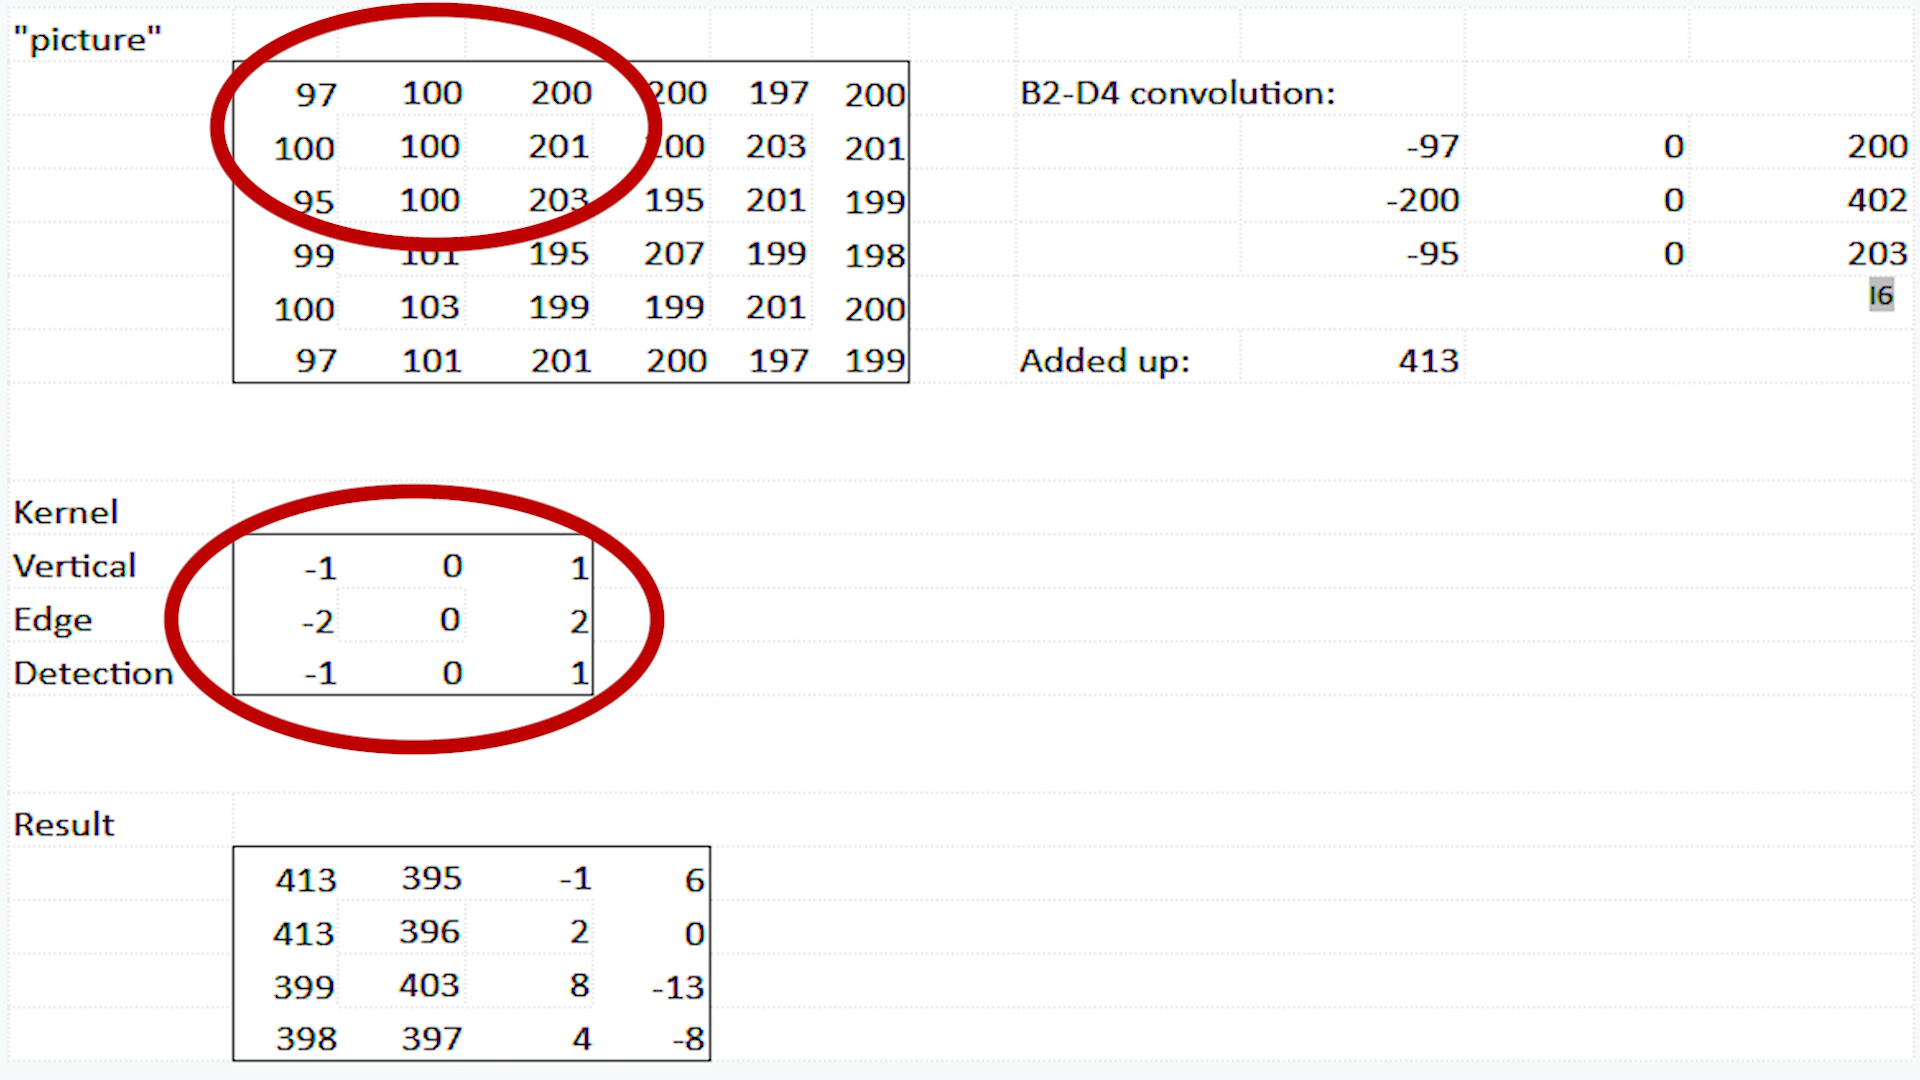 "picture"
97 100 200 200 197 200 B2-D4 convolution:
100 100 201 200 203 201 -97 0 200
95 100 203 195 201 199 -200 0 402
99 101 195 207 199 198 -95 0 203
I6
100 103 199 199 201 200
97 101 201 200 197 199 Added up: 413
Kernel
Vertical -1 0 1
Edge -2 0 2
Detection -1 0 1
Result
413 395 -1 6
413 396 2 0
399 403 8 -13
398 397 4 -8